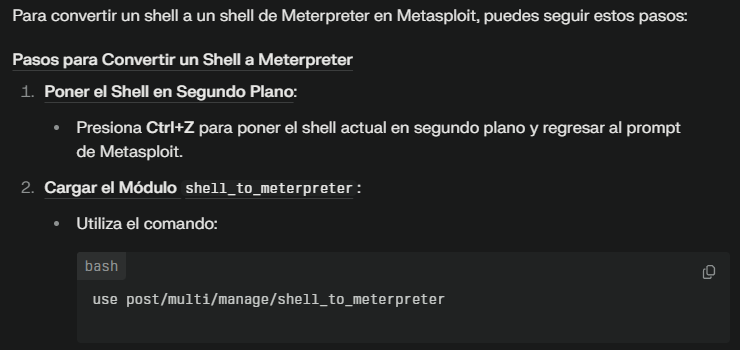 Para convertir un shell a un shell de Meterpreter en Metasploit, puedes seguir estos pasos:
Pasos para Convertir un Shell a Meterpreter
1. Poner el Shell en Segundo Plano:
• Presiona Ctrl+Z para poner el shell actual en segundo plano y regresar al prompt
de Metasploit.
2. Cargar el Módulo shell_to_meterpreter:
• Utiliza el comando:
bash
use post/multi/manage/shell_to_meterpreter